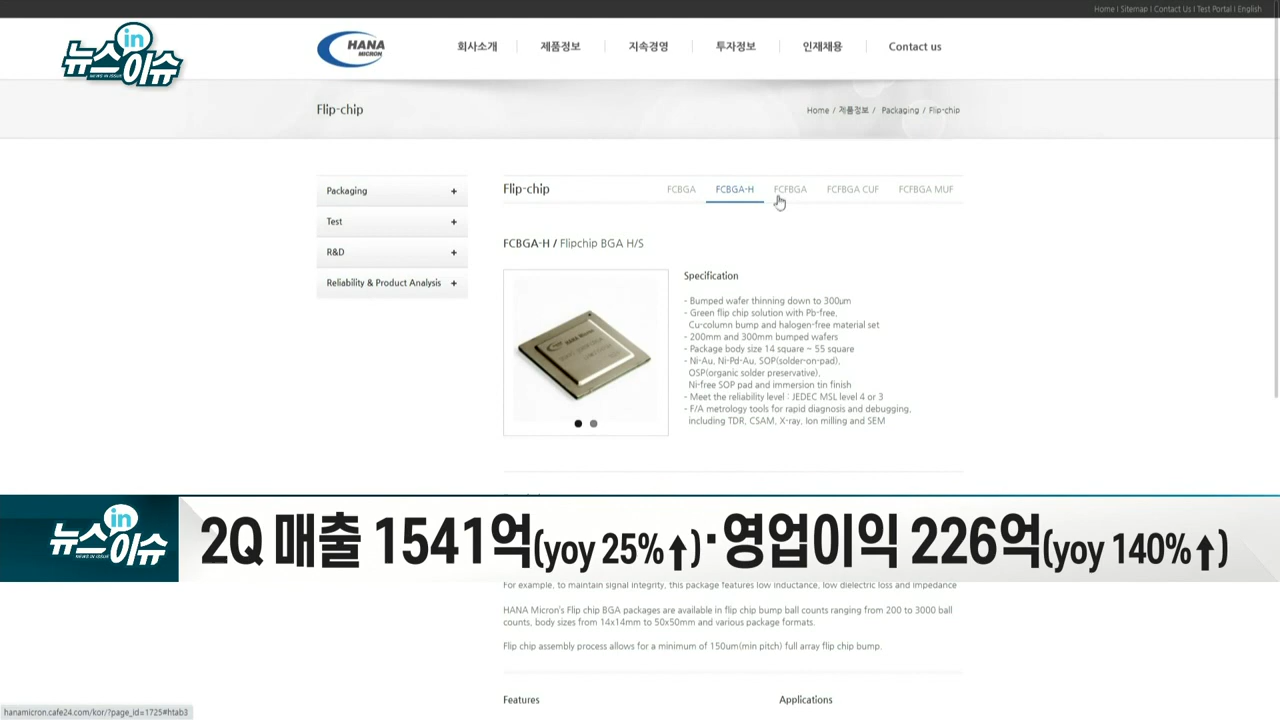 Home | Sitemap | Contact Us | Test Portal | English
뉴스in이슈
NEWS IN ISSUE
HANA
MICRON
회사소개 제품정보 지속경영 투자정보 인재채용 Contact us
Flip-chip
Home / 제품정보 / Packaging / Flip-chip
Packaging +
Test +
R&D +
Reliability & Product Analysis +
Flip-chip FCBGA FCBGA-H FCFBGA FCFBGA CUF FCFBGA MUF
FCBGA-H / Flipchip BGA H/S
Specification
- Bumped wafer thinning down to 300um
- Green flip chip solution with Pb-free,
Cu-column bump and halogen-free material set
- 200mm and 300mm bumped wafers
- Package body size 14 square ~ 55 square
- Ni-Au, Ni-Pd-Au, SOP(solder-on-pad),
OSP(organic solder preservative),
Ni-free SOP pad and immersion tin finish
- Meet the reliability level : JEDEC MSL level 4 or 3
- F/A metrology tools for rapid diagnosis and debugging,
including TDR, CSAM, X-ray, Ion milling and SEM
뉴스in이슈
NEWS IN ISSUE
2Q 매출 1541억(yoy 25%↑)·영업이익 226억(yoy 140%↑)
For example, to maintain signal integrity, this package features low inductance, low dielectric loss and impedance
HANA Micron's Flip chip BGA packages are available in flip chip bump ball counts ranging from 200 to 3000 ball
counts, body sizes from 14x14mm to 50x50mm and various package formats.
Flip chip assembly process allows for a minimum of 150um(min pitch) full array flip chip bump.
Features Applications
hanamicron.cafe24.com/kor/?page_id=1725#htab3